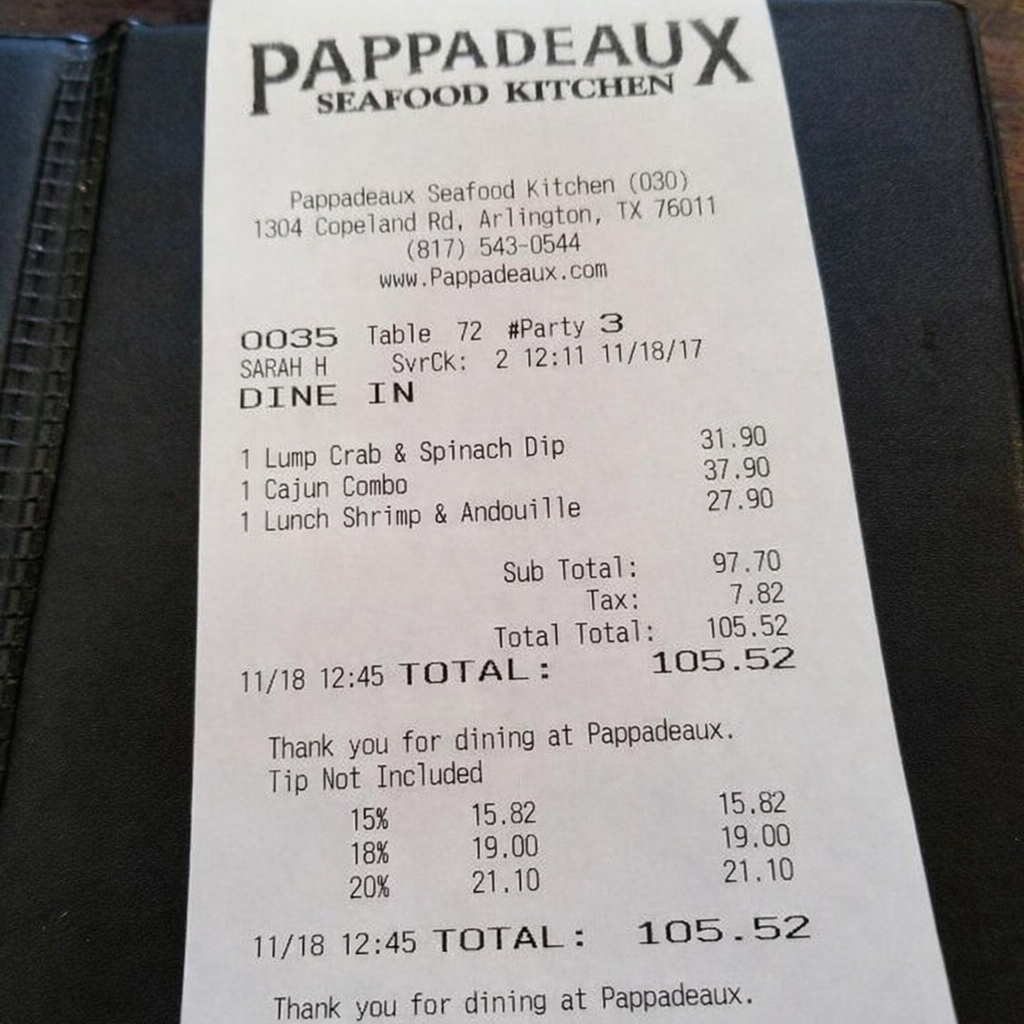 PAPPADEAUX
SEAFOOD KITCHEN
Pappadeaux Seafood Kitchen (030)
1304 Copeland Rd, Arlington, TX 76011
(817) 543-0544
www.Pappadeaux.com
0035 Table 72 #Party 3
SARAH H SvrCk: 2 12:11 11/18/17
DINE IN
1 Lump Crab & Spinach Dip 31.90
1 Cajun Combo 37.90
1 Lunch Shrimp & Andouille 27.90
Sub Total: 97.70
Tax: 7.82
Total Total: 105.52
11/18 12:45 TOTAL: 105.52
Thank you for dining at Pappadeaux.
Tip Not Included
15% 15.82 15.82
18% 19.00 19.00
20% 21.10 21.10
11/18 12:45 TOTAL: 105.52
Thank you for dining at Pappadeaux.